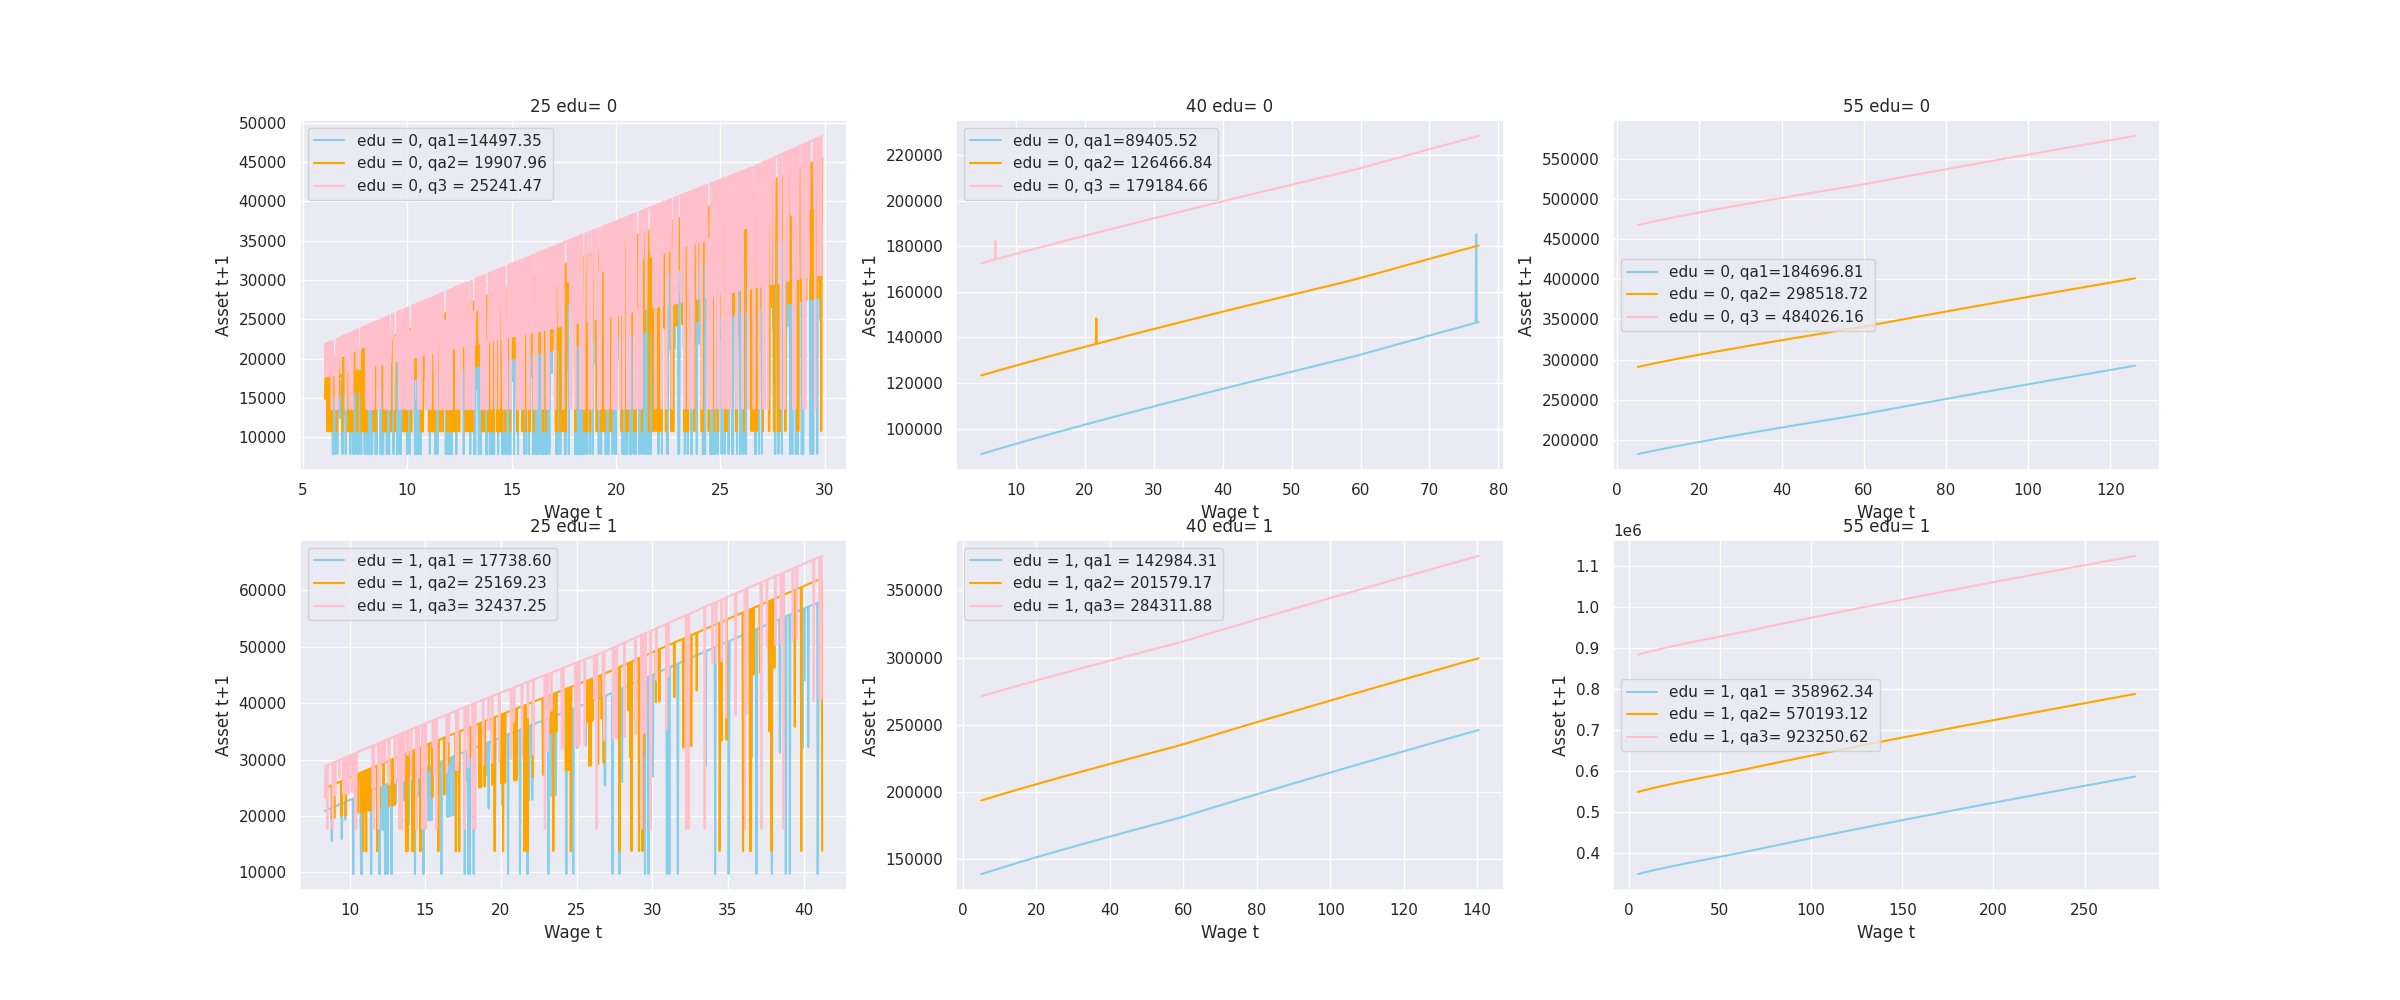 25 edu= 0
50000
45000
40000
35000
30000
25000
20000
15000
10000
Asset t+1
edu = 0, qa1=14497.35
edu = 0, qa2= 19907.96
edu = 0, q3 = 25241.47
5
10
15
20
25
30
Wage t
40 edu= 0
220000
200000
180000
160000
140000
120000
100000
Asset t+1
edu = 0, qa1=89405.52
edu = 0, qa2= 126466.84
edu = 0, q3 = 179184.66
10
20
30
40
50
60
70
80
Wage t
55 edu= 0
550000
500000
450000
400000
350000
300000
250000
200000
Asset t+1
edu = 0, qa1=184696.81
edu = 0, qa2= 298518.72
edu = 0, q3 = 484026.16
0
20
40
60
80
100
120
Wage t
25 edu= 1
60000
50000
40000
30000
20000
10000
Asset t+1
edu = 1, qa1 = 17738.60
edu = 1, qa2= 25169.23
edu = 1, qa3= 32437.25
10
15
20
25
30
35
40
Wage t
40 edu= 1
350000
300000
250000
200000
150000
Asset t+1
edu = 1, qa1 = 142984.31
edu = 1, qa2= 201579.17
edu = 1, qa3= 284311.88
0
20
40
60
80
100
120
140
Wage t
55 edu= 1
1e6
1.1
1.0
0.9
0.8
0.7
0.6
0.5
0.4
Asset t+1
edu = 1, qa1 = 358962.34
edu = 1, qa2= 570193.12
edu = 1, qa3= 923250.62
0
50
100
150
200
250
Wage t